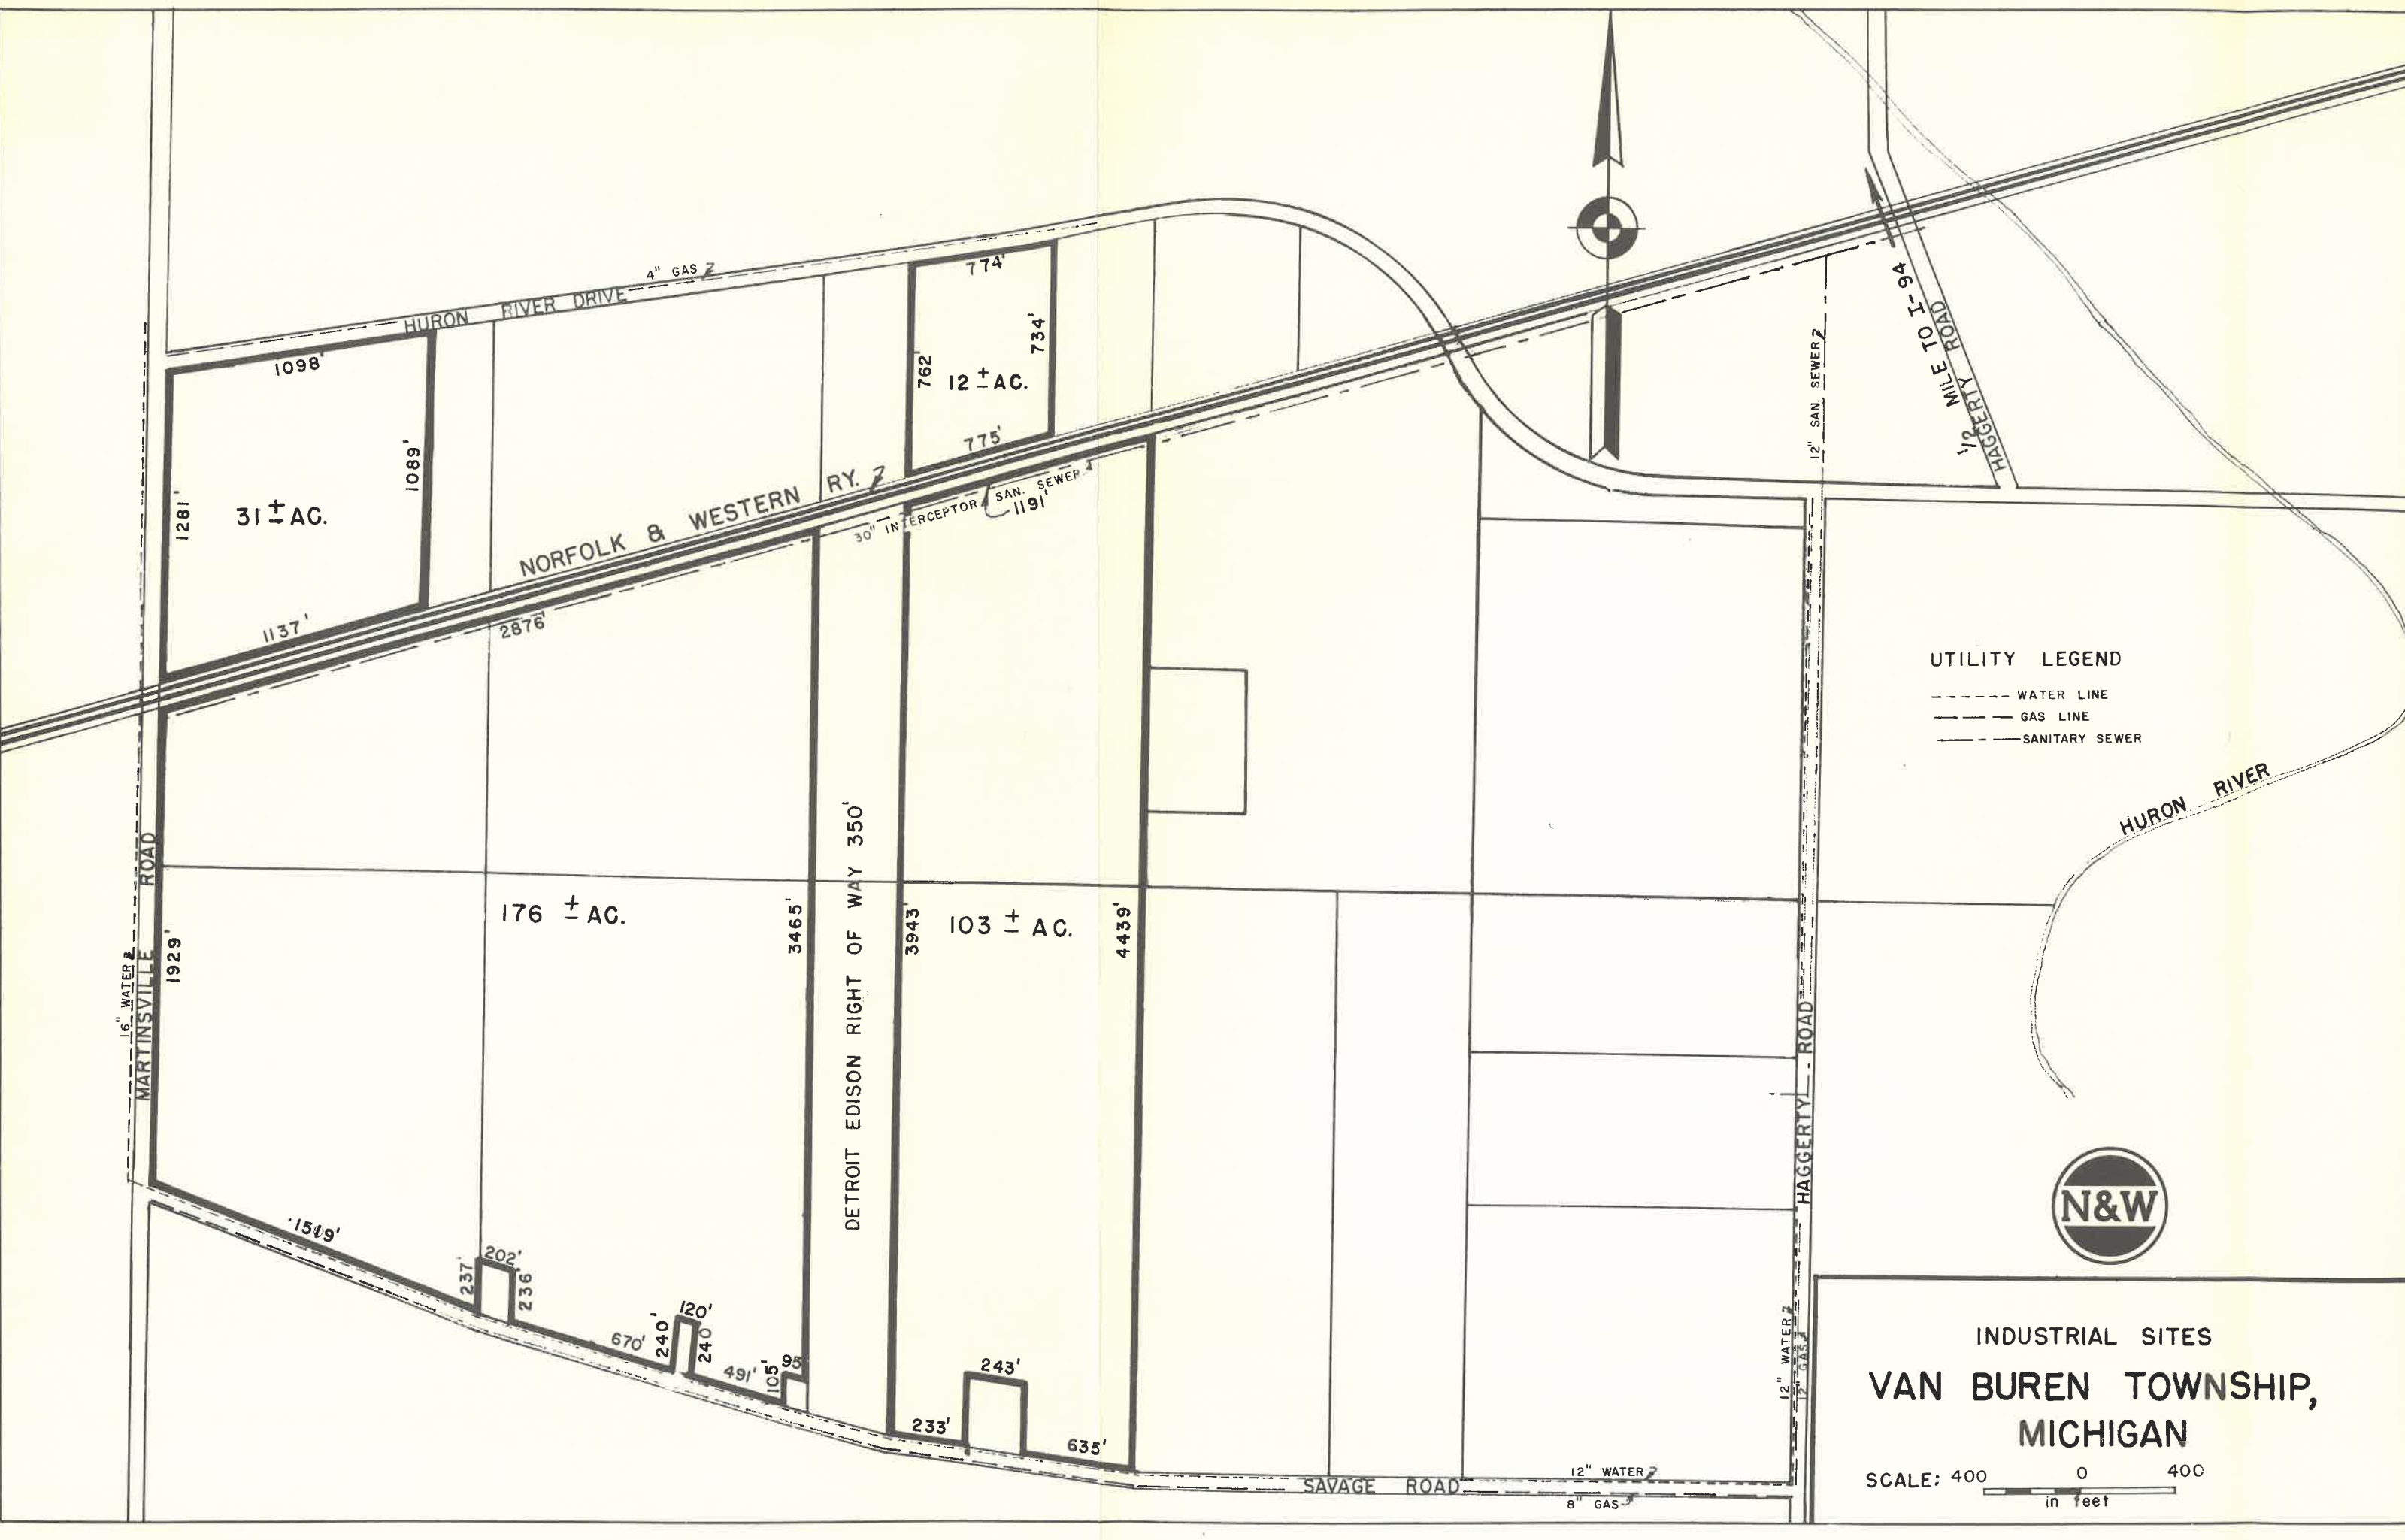 4" GAS
HURON RIVER DRIVE
1098'
1281'
1089'
31 ± AC.
1137'
774'
762'
734'
12 ± AC.
775'
NORFOLK & WESTERN RY.
2876'
30" INTERCEPTOR SAN. SEWER
1191'
12" SAN. SEWER
1/2 MILE TO I-94
HAGGERTY ROAD
UTILITY LEGEND
WATER LINE
GAS LINE
SANITARY SEWER
HURON RIVER
16" WATER
MARTINSVILLE ROAD
1929'
176 ± AC.
3465'
DETROIT EDISON RIGHT OF WAY 350'
3943'
103 ± AC.
4439'
HAGGERTY ROAD
237'
202'
236'
670'
240'
120'
240'
491'
105'
95'
233'
243'
635'
12" WATER
12" GAS
SAVAGE ROAD
12" WATER
8" GAS
N&W
INDUSTRIAL SITES
VAN BUREN TOWNSHIP,
MICHIGAN
SCALE: 400 0 400
in feet